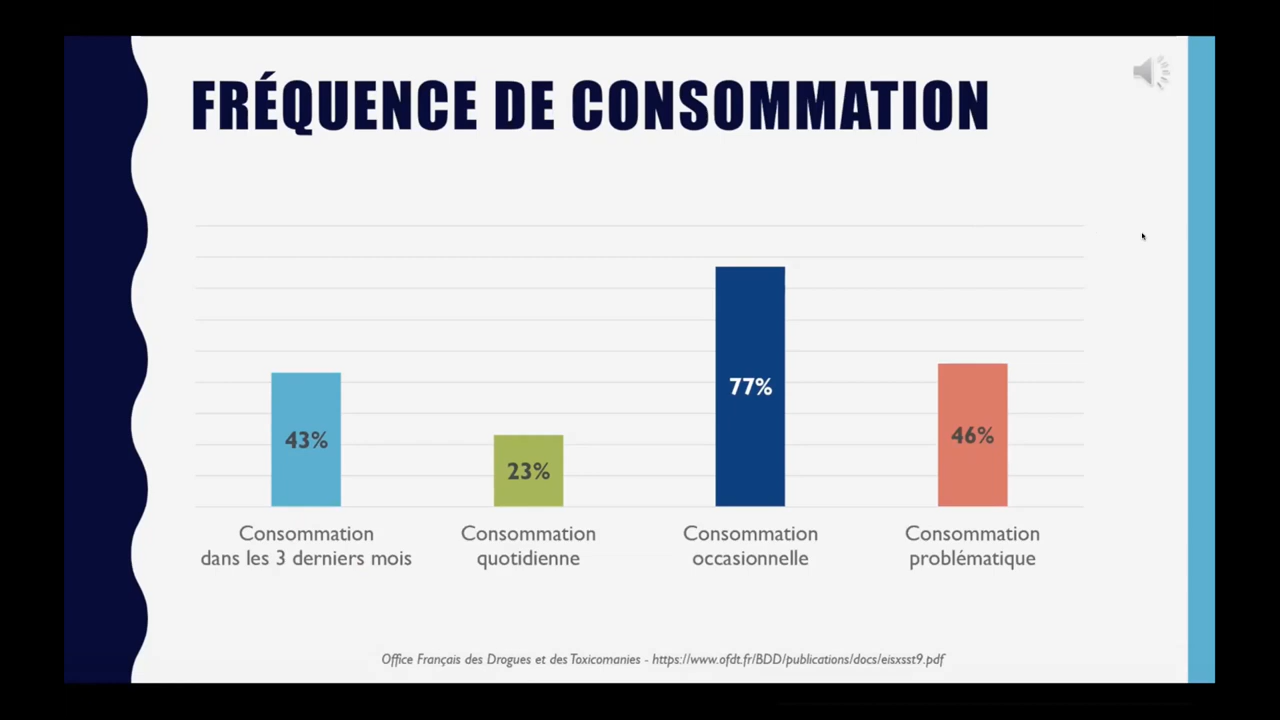 FRÉQUENCE DE CONSOMMATION
43%
23%
77%
46%
Consommation
dans les 3 derniers mois
Consommation
quotidienne
Consommation
occasionnelle
Consommation
problématique
Office Français des Drogues et des Toxicomanies - https://www.ofdt.fr/BDD/publications/docs/eisxsst9.pdf